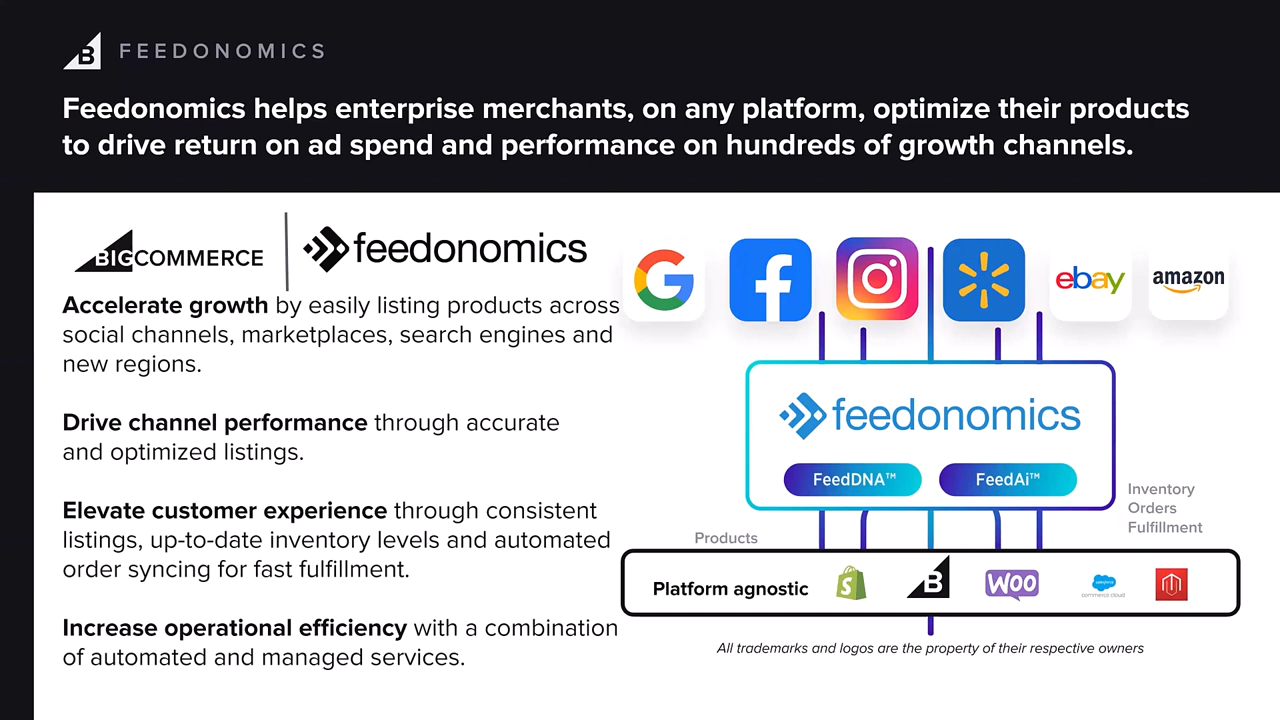 B FEEDONOMICS
Feedonomics helps enterprise merchants, on any platform, optimize their products
to drive return on ad spend and performance on hundreds of growth channels.
BIGCOMMERCE
feedonomics
Accelerate growth by easily listing products across
social channels, marketplaces, search engines and
new regions.
Drive channel performance through accurate
and optimized listings.
Elevate customer experience through consistent
listings, up-to-date inventory levels and automated
order syncing for fast fulfillment.
Increase operational efficiency with a combination
of automated and managed services.
G f ebay amazon
feedonomics
FeedDNA™ FeedAi™
Inventory
Orders
Fulfillment
Products
Platform agnostic S B WOO salesforce
commerce cloud
All trademarks and logos are the property of their respective owners